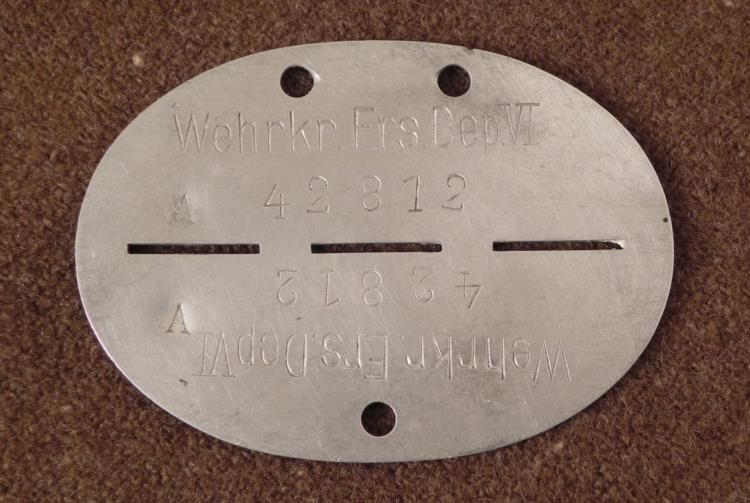 Wehrkr. Ers. Dep. VI
A 42812
42812 A
Wehrkr. Ers. Dep VI